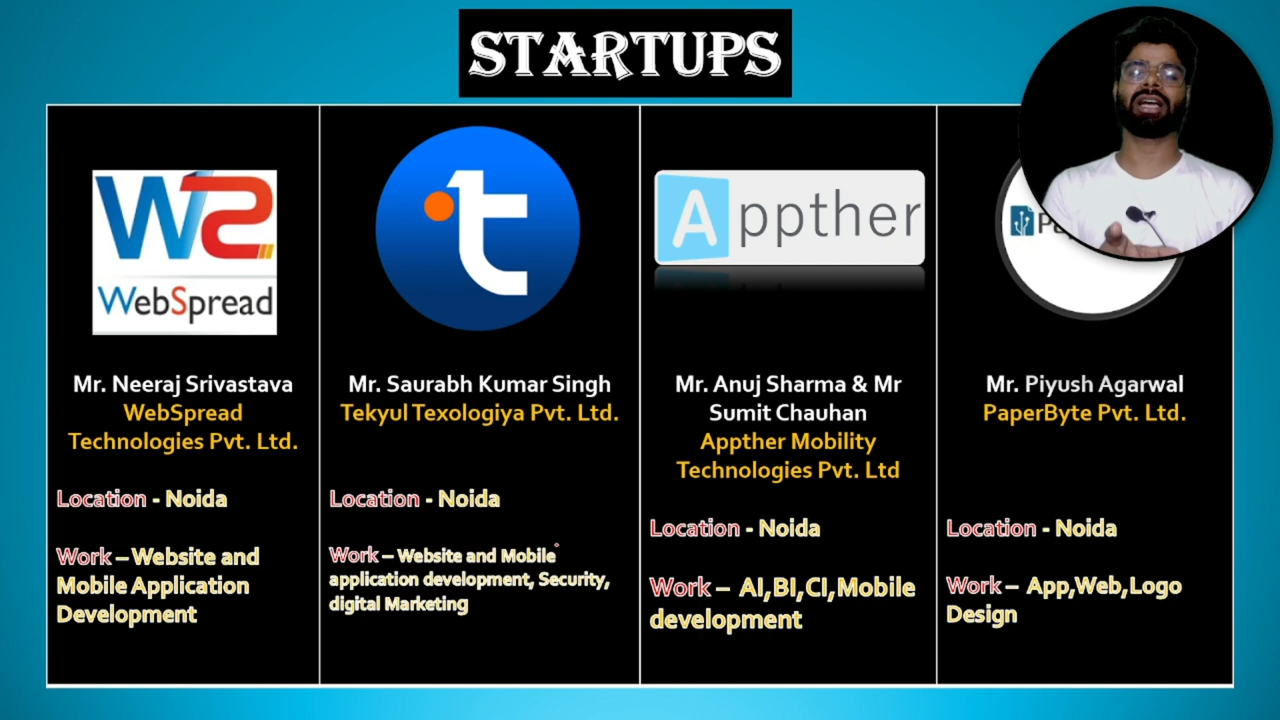 STARTUPS
W2
WebSpread
t
Appther
Mr. Neeraj Srivastava
WebSpread
Technologies Pvt. Ltd.
Location - Noida
Work – Website and
Mobile Application
Development
Mr. Saurabh Kumar Singh
Tekyul Texologiya Pvt. Ltd.
Location - Noida
Work – Website and Mobile
application development, Security,
digital Marketing
Mr. Anuj Sharma & Mr
Sumit Chauhan
Appther Mobility
Technologies Pvt. Ltd
Location - Noida
Work – AI,BI,CI,Mobile
development
Mr. Piyush Agarwal
PaperByte Pvt. Ltd.
Location - Noida
Work – App,Web,Logo
Design